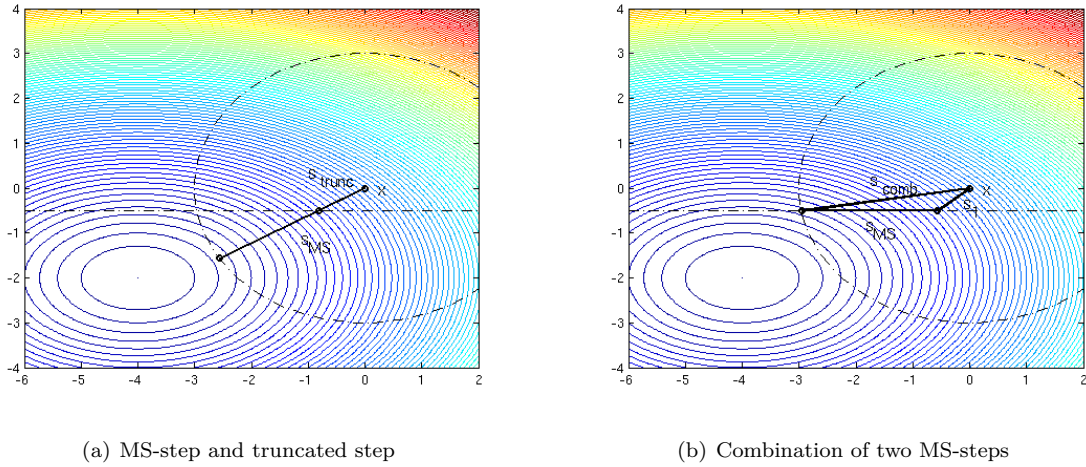 4
3
2
1
0
-1
-2
-3
-4
-6 -5 -4 -3 -2 -1 0 1 2
s trunc
x
s MS
4
3
2
1
0
-1
-2
-3
-4
-6 -5 -4 -3 -2 -1 0 1 2
s comb
x
s 1
s MS
(a) MS-step and truncated step
(b) Combination of two MS-steps